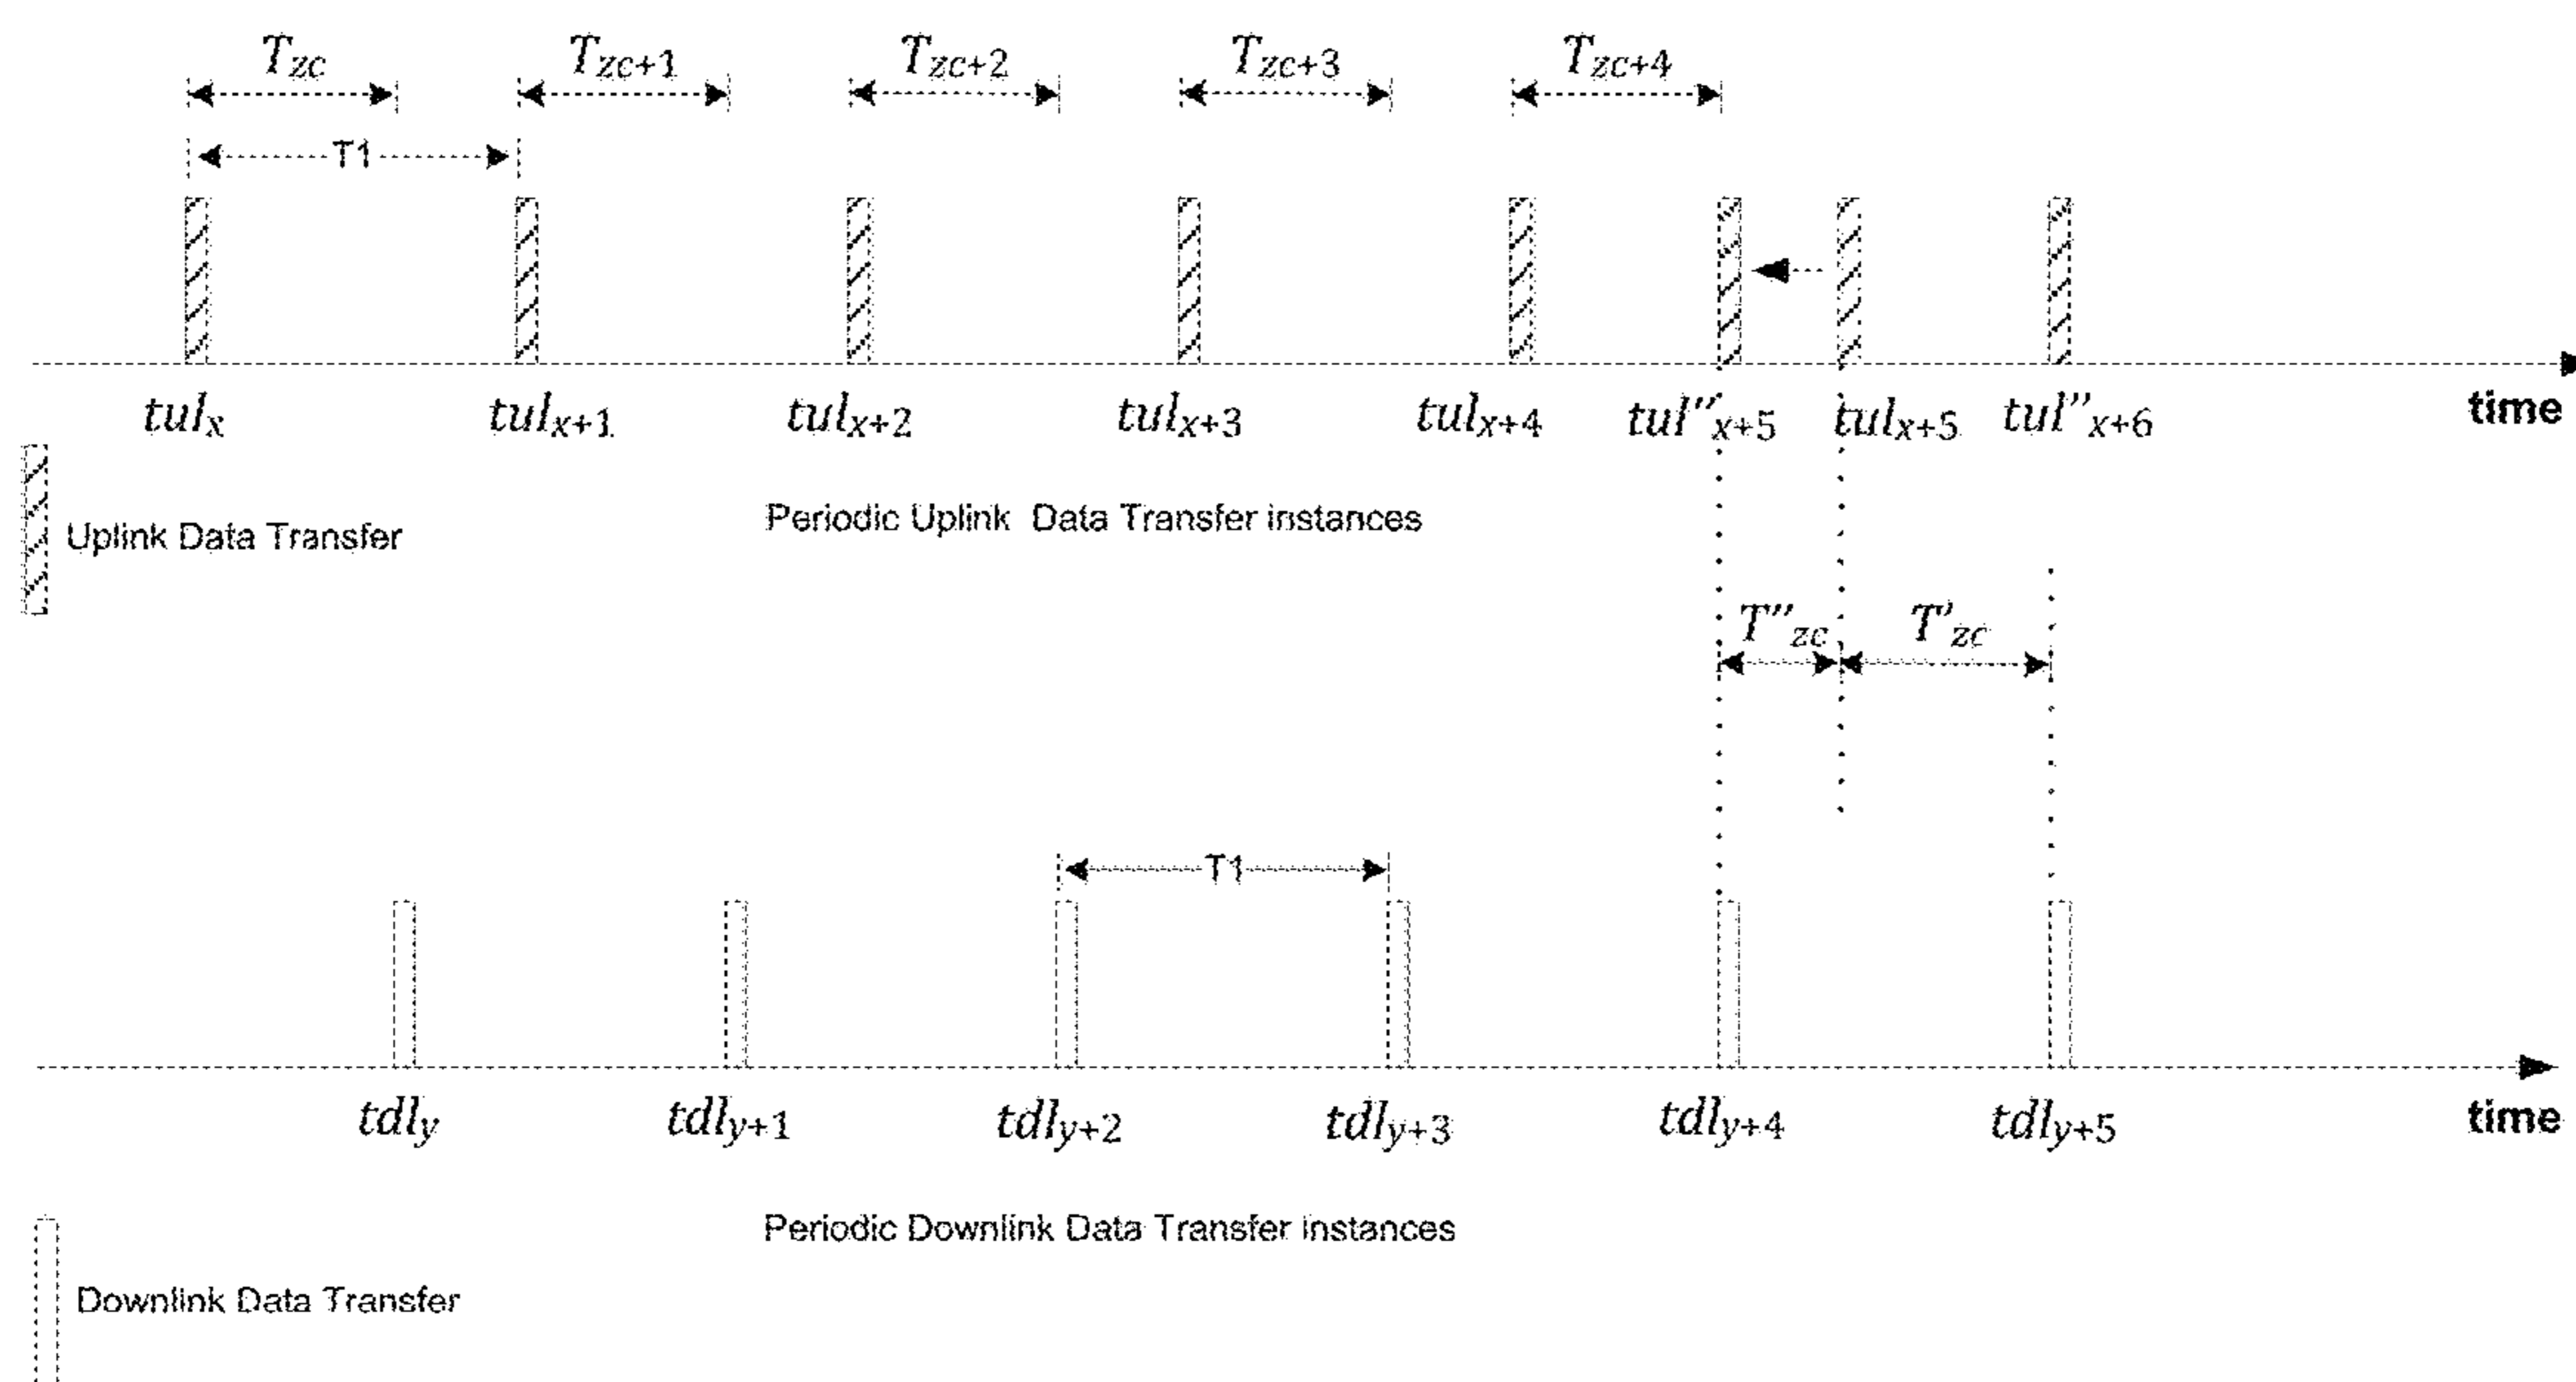 Tzc Tzc+1 Tzc+2 Tzc+3 Tzc+4
T1
tulx tulx+1 tulx+2 tulx+3 tulx+4 tul"x+5 tulx+5 tul"x+6 time
Uplink Data Transfer
Periodic Uplink Data Transfer instances
T"zc T'zc
T1
tdly tdly+1 tdly+2 tdly+3 tdly+4 tdly+5 time
Periodic Downlink Data Transfer instances
Downlink Data Transfer